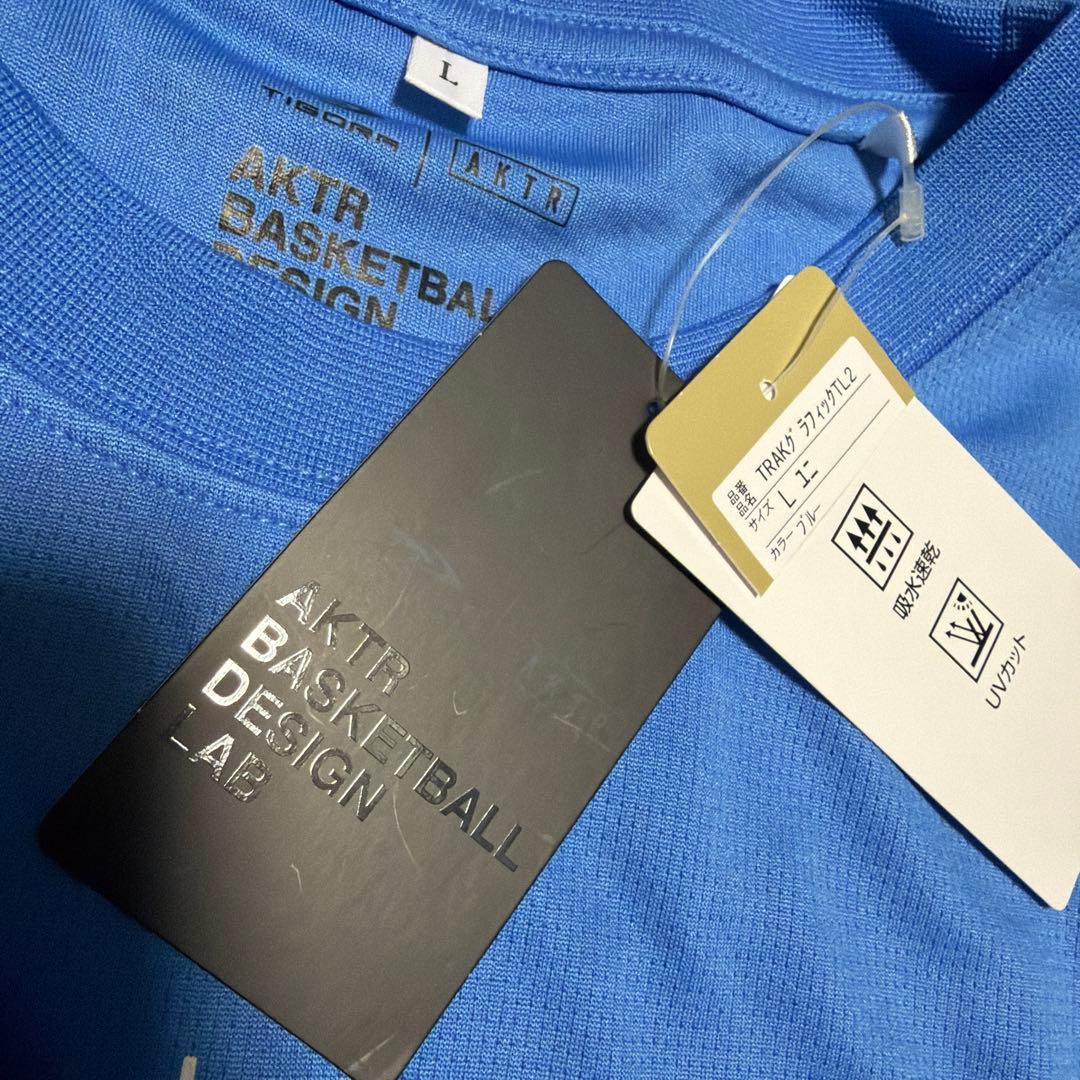 L
TIGORA
AKTR
AKTR
BASKETBAL
DESIGN
AKTR
BASKETBALL
DESIGN
LAB
品番
品名 TRAKグラフィックTL2
サイズ L ユニ
カラー ブルー
吸水速乾
UVカット